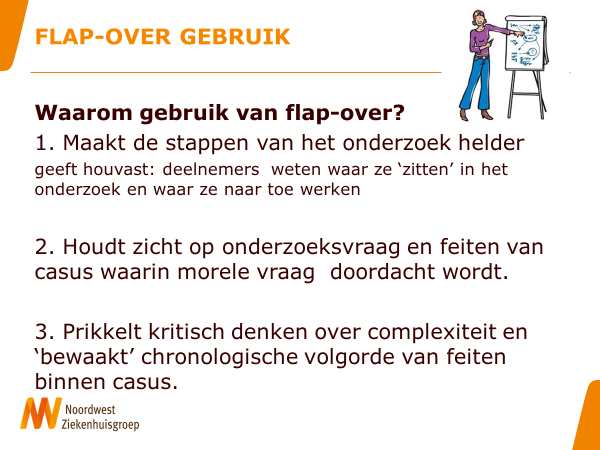 FLAP-OVER GEBRUIK
Waarom gebruik van flap-over?
1. Maakt de stappen van het onderzoek helder
geeft houvast: deelnemers weten waar ze ‘zitten’ in het
onderzoek en waar ze naar toe werken
2. Houdt zicht op onderzoeksvraag en feiten van
casus waarin morele vraag doordacht wordt.
3. Prikkelt kritisch denken over complexiteit en
‘bewaakt’ chronologische volgorde van feiten
binnen casus.
Noordwest
Ziekenhuisgroep